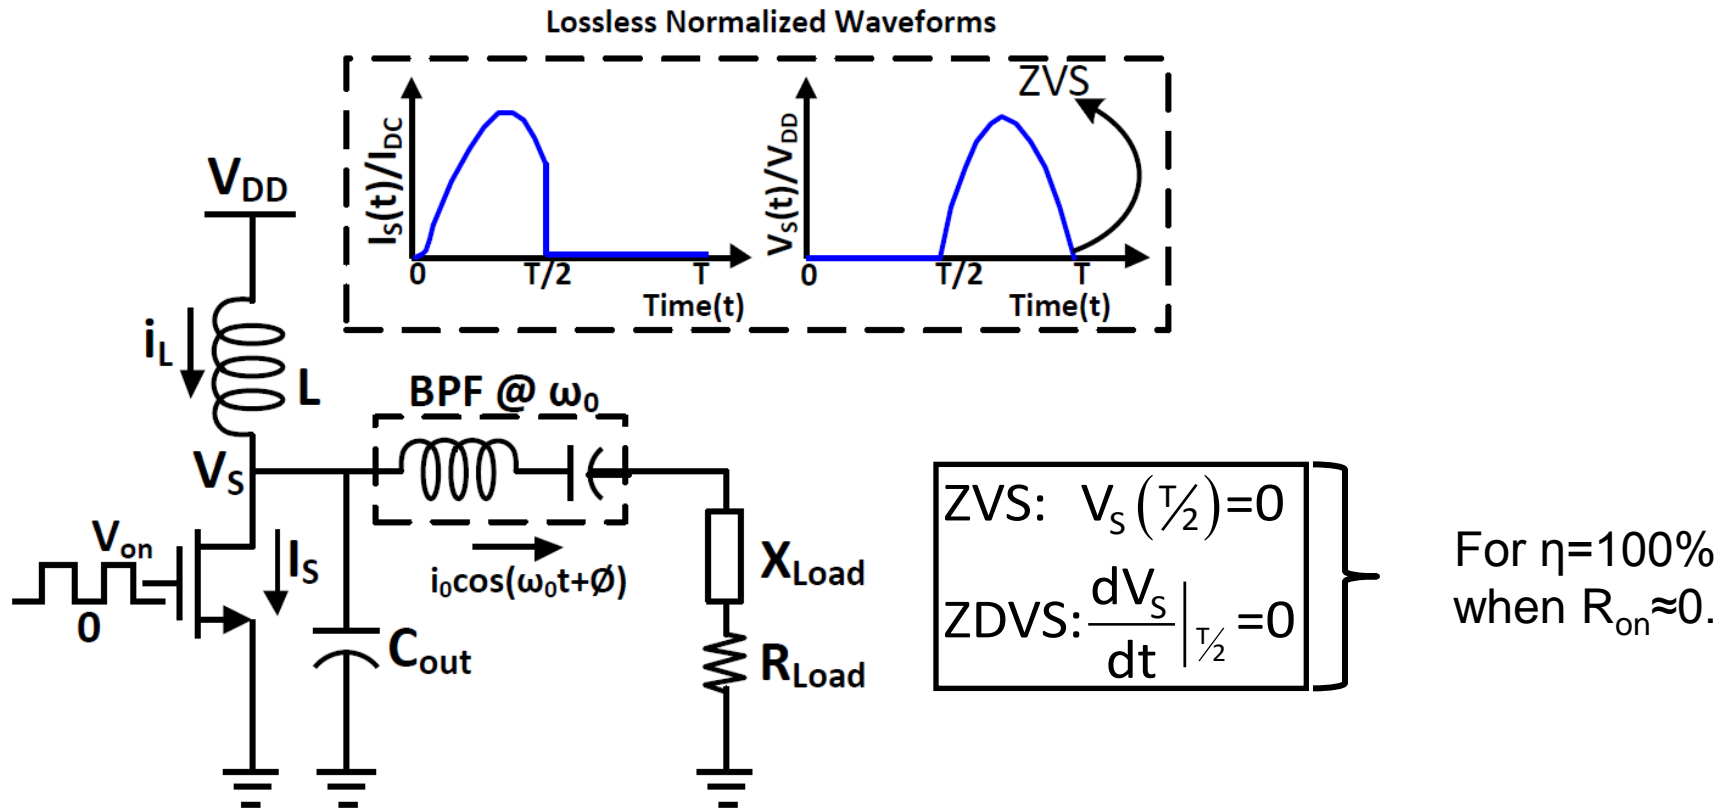 Lossless Normalized Waveforms
I_S(t)/I_DC
0
T/2
T
Time(t)
V_S(t)/V_DD
ZVS
0
T/2
T
Time(t)
V_DD
i_L
L
BPF @ ω_0
V_S
V_on
0
I_S
i_0cos(ω_0t+Ø)
C_out
X_Load
R_Load
ZVS: V_S(T/2)=0
ZDVS: dV_S/dt|_T/2=0
For η=100%
when R_on≈0.